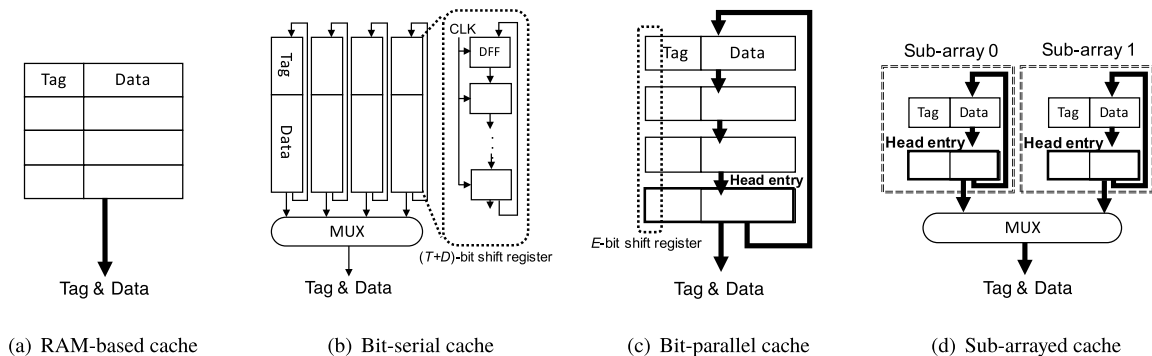 Tag Data
Tag & Data
(a) RAM-based cache
Tag
Data
CLK
DFF
MUX
(T+D)-bit shift register
Tag & Data
(b) Bit-serial cache
Tag Data
Head entry
E-bit shift register
Tag & Data
(c) Bit-parallel cache
Sub-array 0
Tag Data
Head entry
Sub-array 1
Tag Data
Head entry
MUX
Tag & Data
(d) Sub-arrayed cache